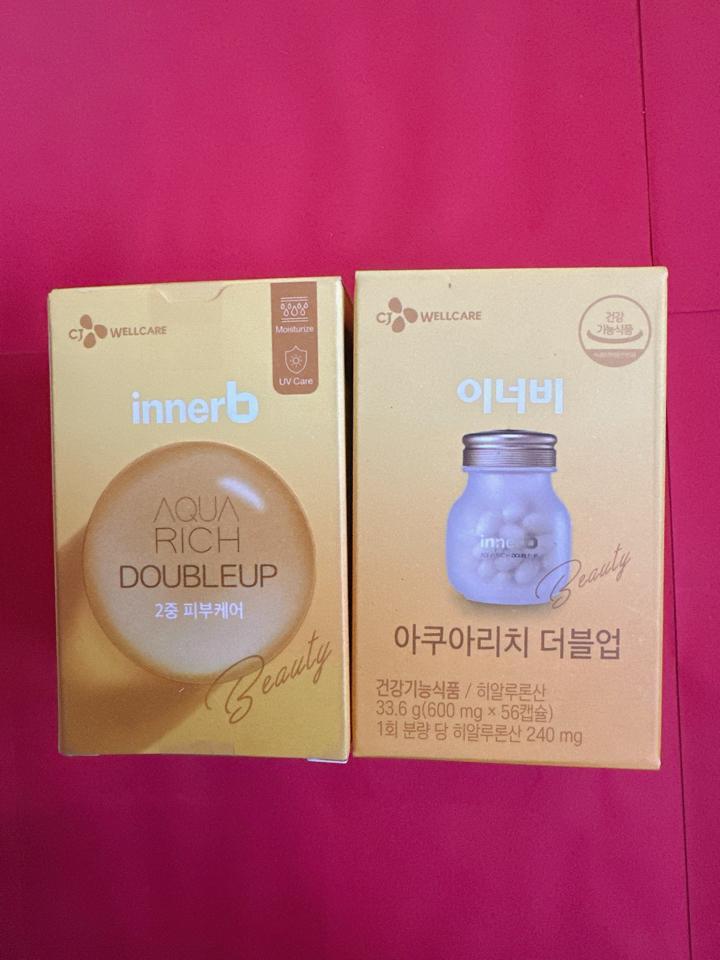 CJ WELLCARE
Moisturize
UV Care
innerb
AQUA
RICH
DOUBLEUP
2중 피부케어
Beauty
CJ WELLCARE
건강
기능식품
이너비
innerb
AQUA RICH DOUBLEUP
Beauty
아쿠아리치 더블업
건강기능식품 / 히알루론산
33.6 g(600 mg × 56캡슐)
1회 분량 당 히알루론산 240 mg